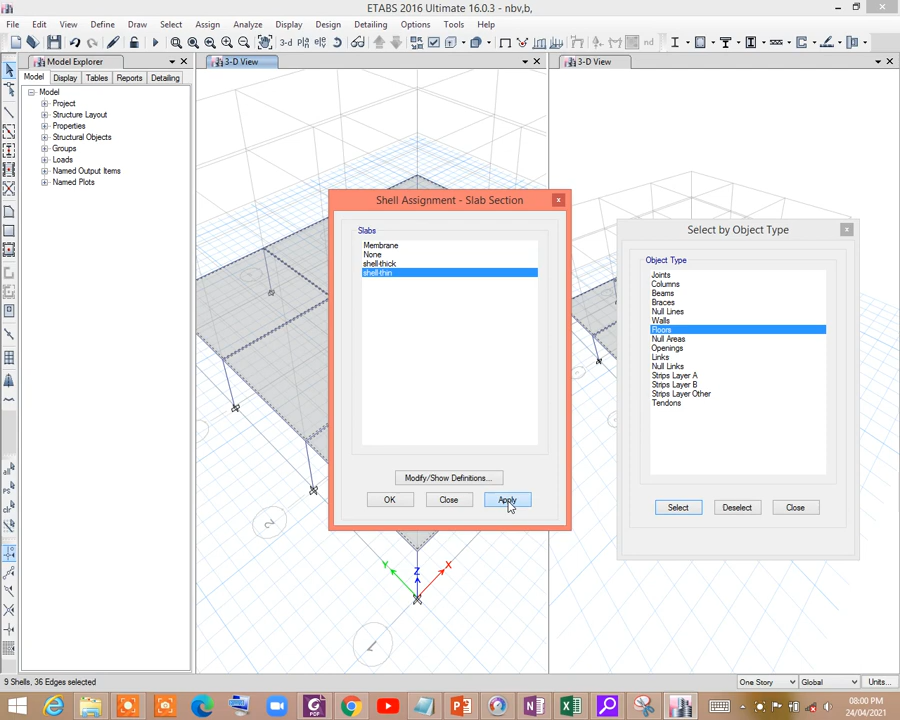 ETABS 2016 Ultimate 16.0.3 - nbv,b,
File Edit View Define Draw Select Assign Analyze Display Design Detailing Options Tools Help
3-d nd
Model Explorer
Model Display Tables Reports Detailing
Model
Project
Structure Layout
Properties
Structural Objects
Groups
Loads
Named Output Items
Named Plots
3-D View
3-D View
Shell Assignment - Slab Section
Slabs
Membrane
None
shell-thick
shell-thin
Modify/Show Definitions...
OK Close Apply
Select by Object Type
Object Type
Joints
Columns
Beams
Braces
Null Lines
Walls
Floors
Null Areas
Openings
Links
Null Links
Strips Layer A
Strips Layer B
Strips Layer Other
Tendons
Select Deselect Close
2
1
X
Y
Z
9 Shells, 36 Edges selected
One Story Global Units...
08:00 PM
24/04/2021